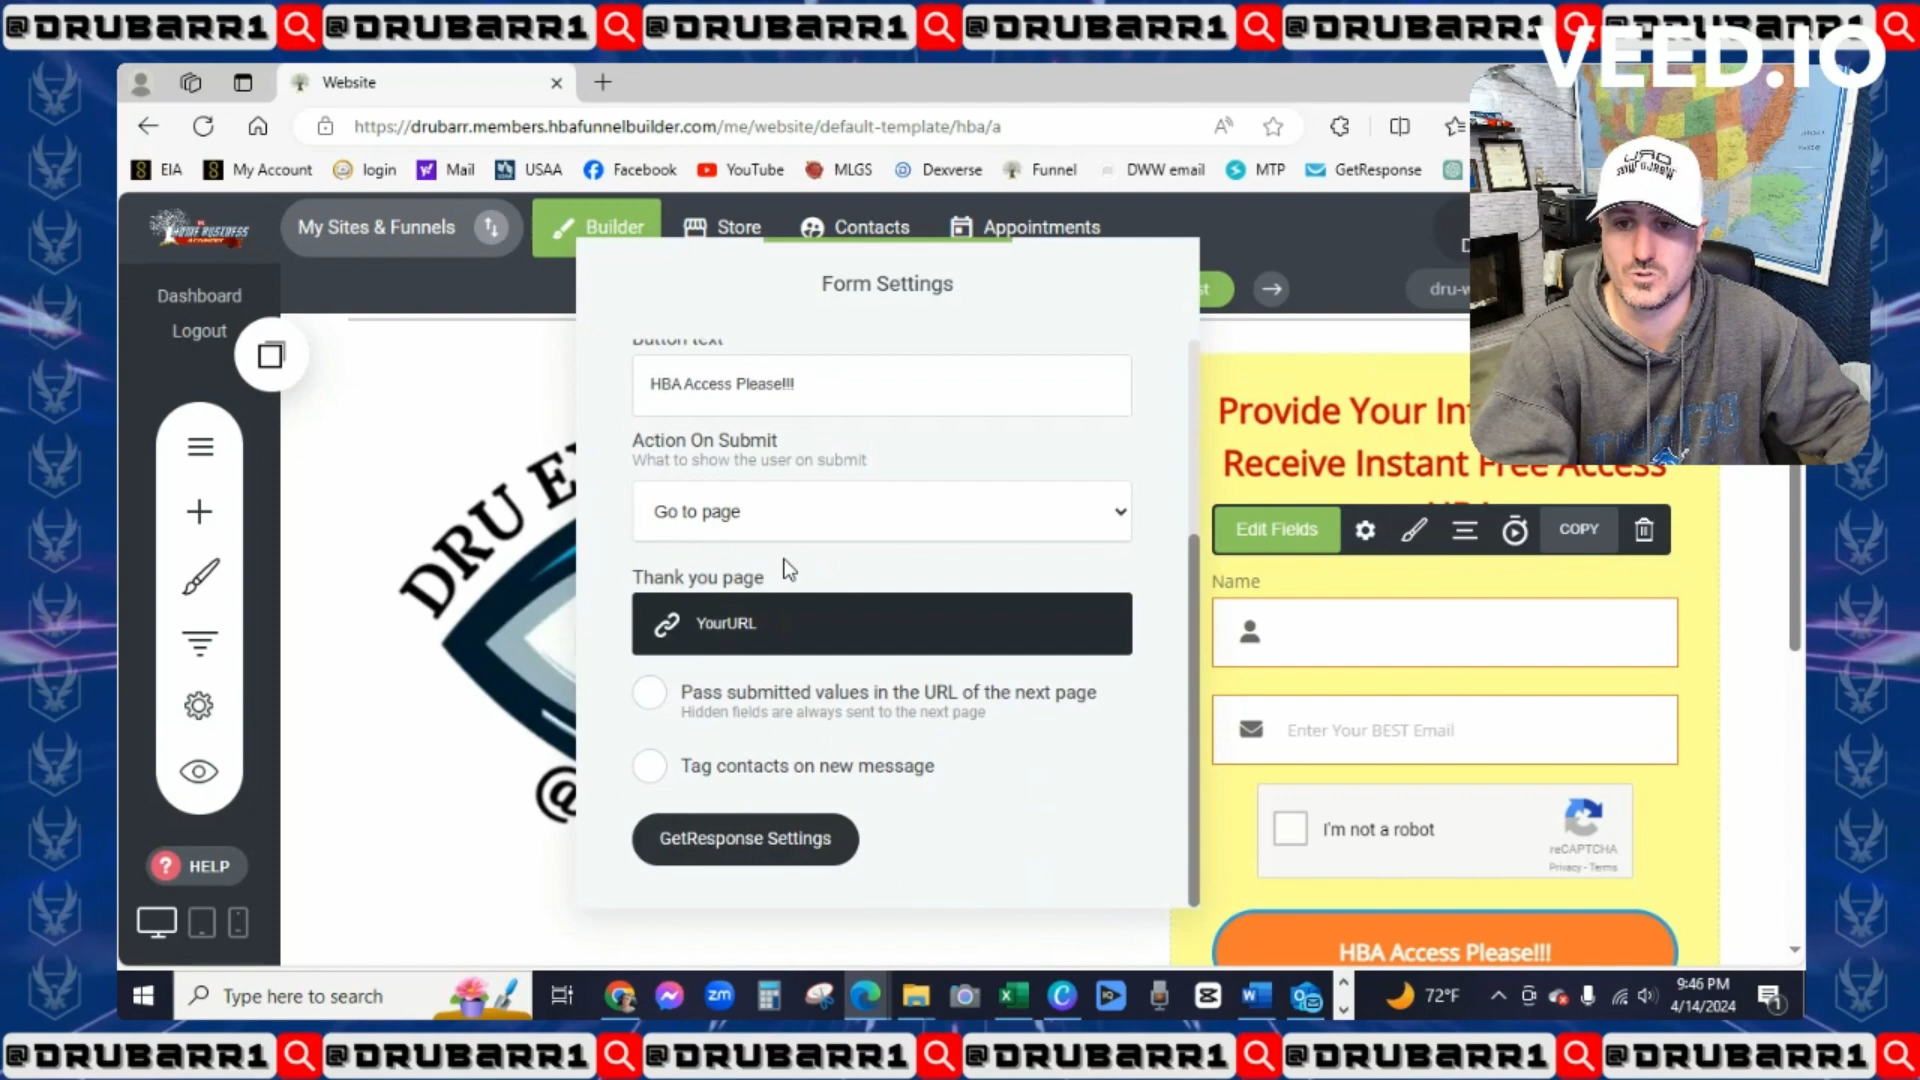 @DRUBARR1 @DRUBARR1 @DRUBARR1 @DRUBARR1 @DRUBARR1 @DRUBARR1
VEED.IO
Website
https://drubarr.members.hbafunnelbuilder.com/me/website/default-template/hba/a
EIA My Account login Mail USAA Facebook YouTube MLGS Dexverse Funnel DWW email MTP GetResponse
My Sites & Funnels Builder Store Contacts Appointments
Dashboard
Logout
Form Settings
Button text
HBA Access Please!!!
Action On Submit
What to show the user on submit
Go to page
Thank you page
YourURL
Pass submitted values in the URL of the next page
Hidden fields are always sent to the next page
Tag contacts on new message
GetResponse Settings
DRU
@
Provide Your
Receive Instant Free Access
Edit Fields COPY
Name
Enter Your BEST Email
I'm not a robot
reCAPTCHA
Privacy - Terms
HBA Access Please!!!
? HELP
Type here to search
72°F
9:46 PM
4/14/2024
1
@DRUBARR1 @DRUBARR1 @DRUBARR1 @DRUBARR1 @DRUBARR1 @DRUBARR1